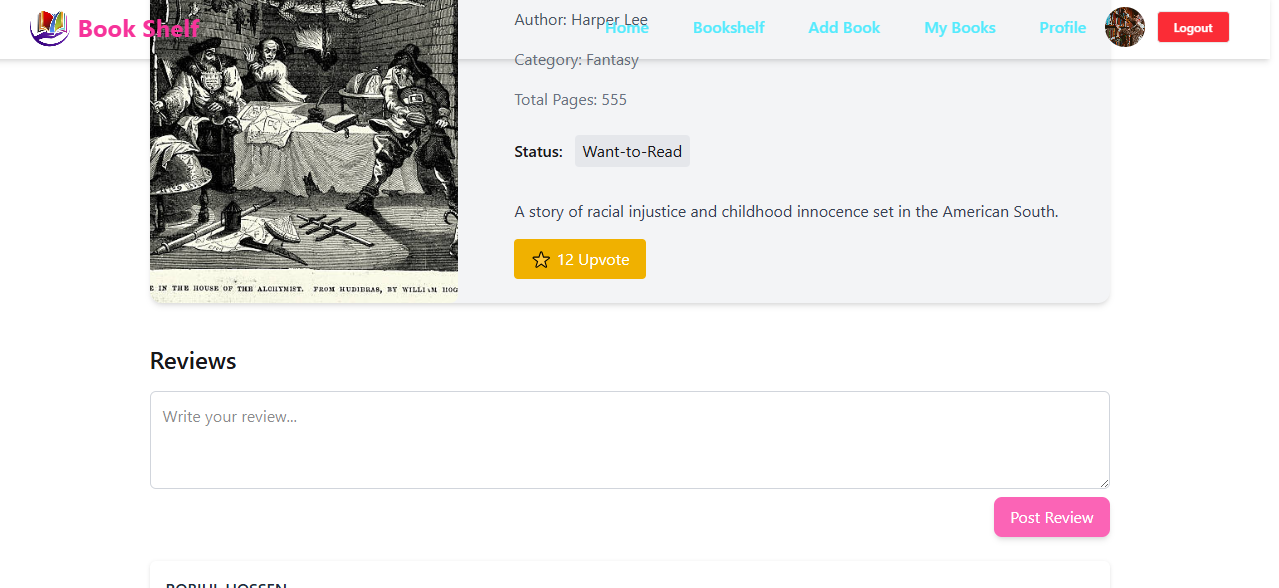 Book Shelf
Home Bookshelf Add Book My Books Profile Logout
Author: Harper Lee
Category: Fantasy
Total Pages: 555
Status: Want-to-Read
A story of racial injustice and childhood innocence set in the American South.
12 Upvote
E IN THE HOUSE OF THE ALCHYMIST. FROM HUDIBRAS, BY WILLIAM HOG
Reviews
Write your review...
Post Review
ROBIUL HOSSEN